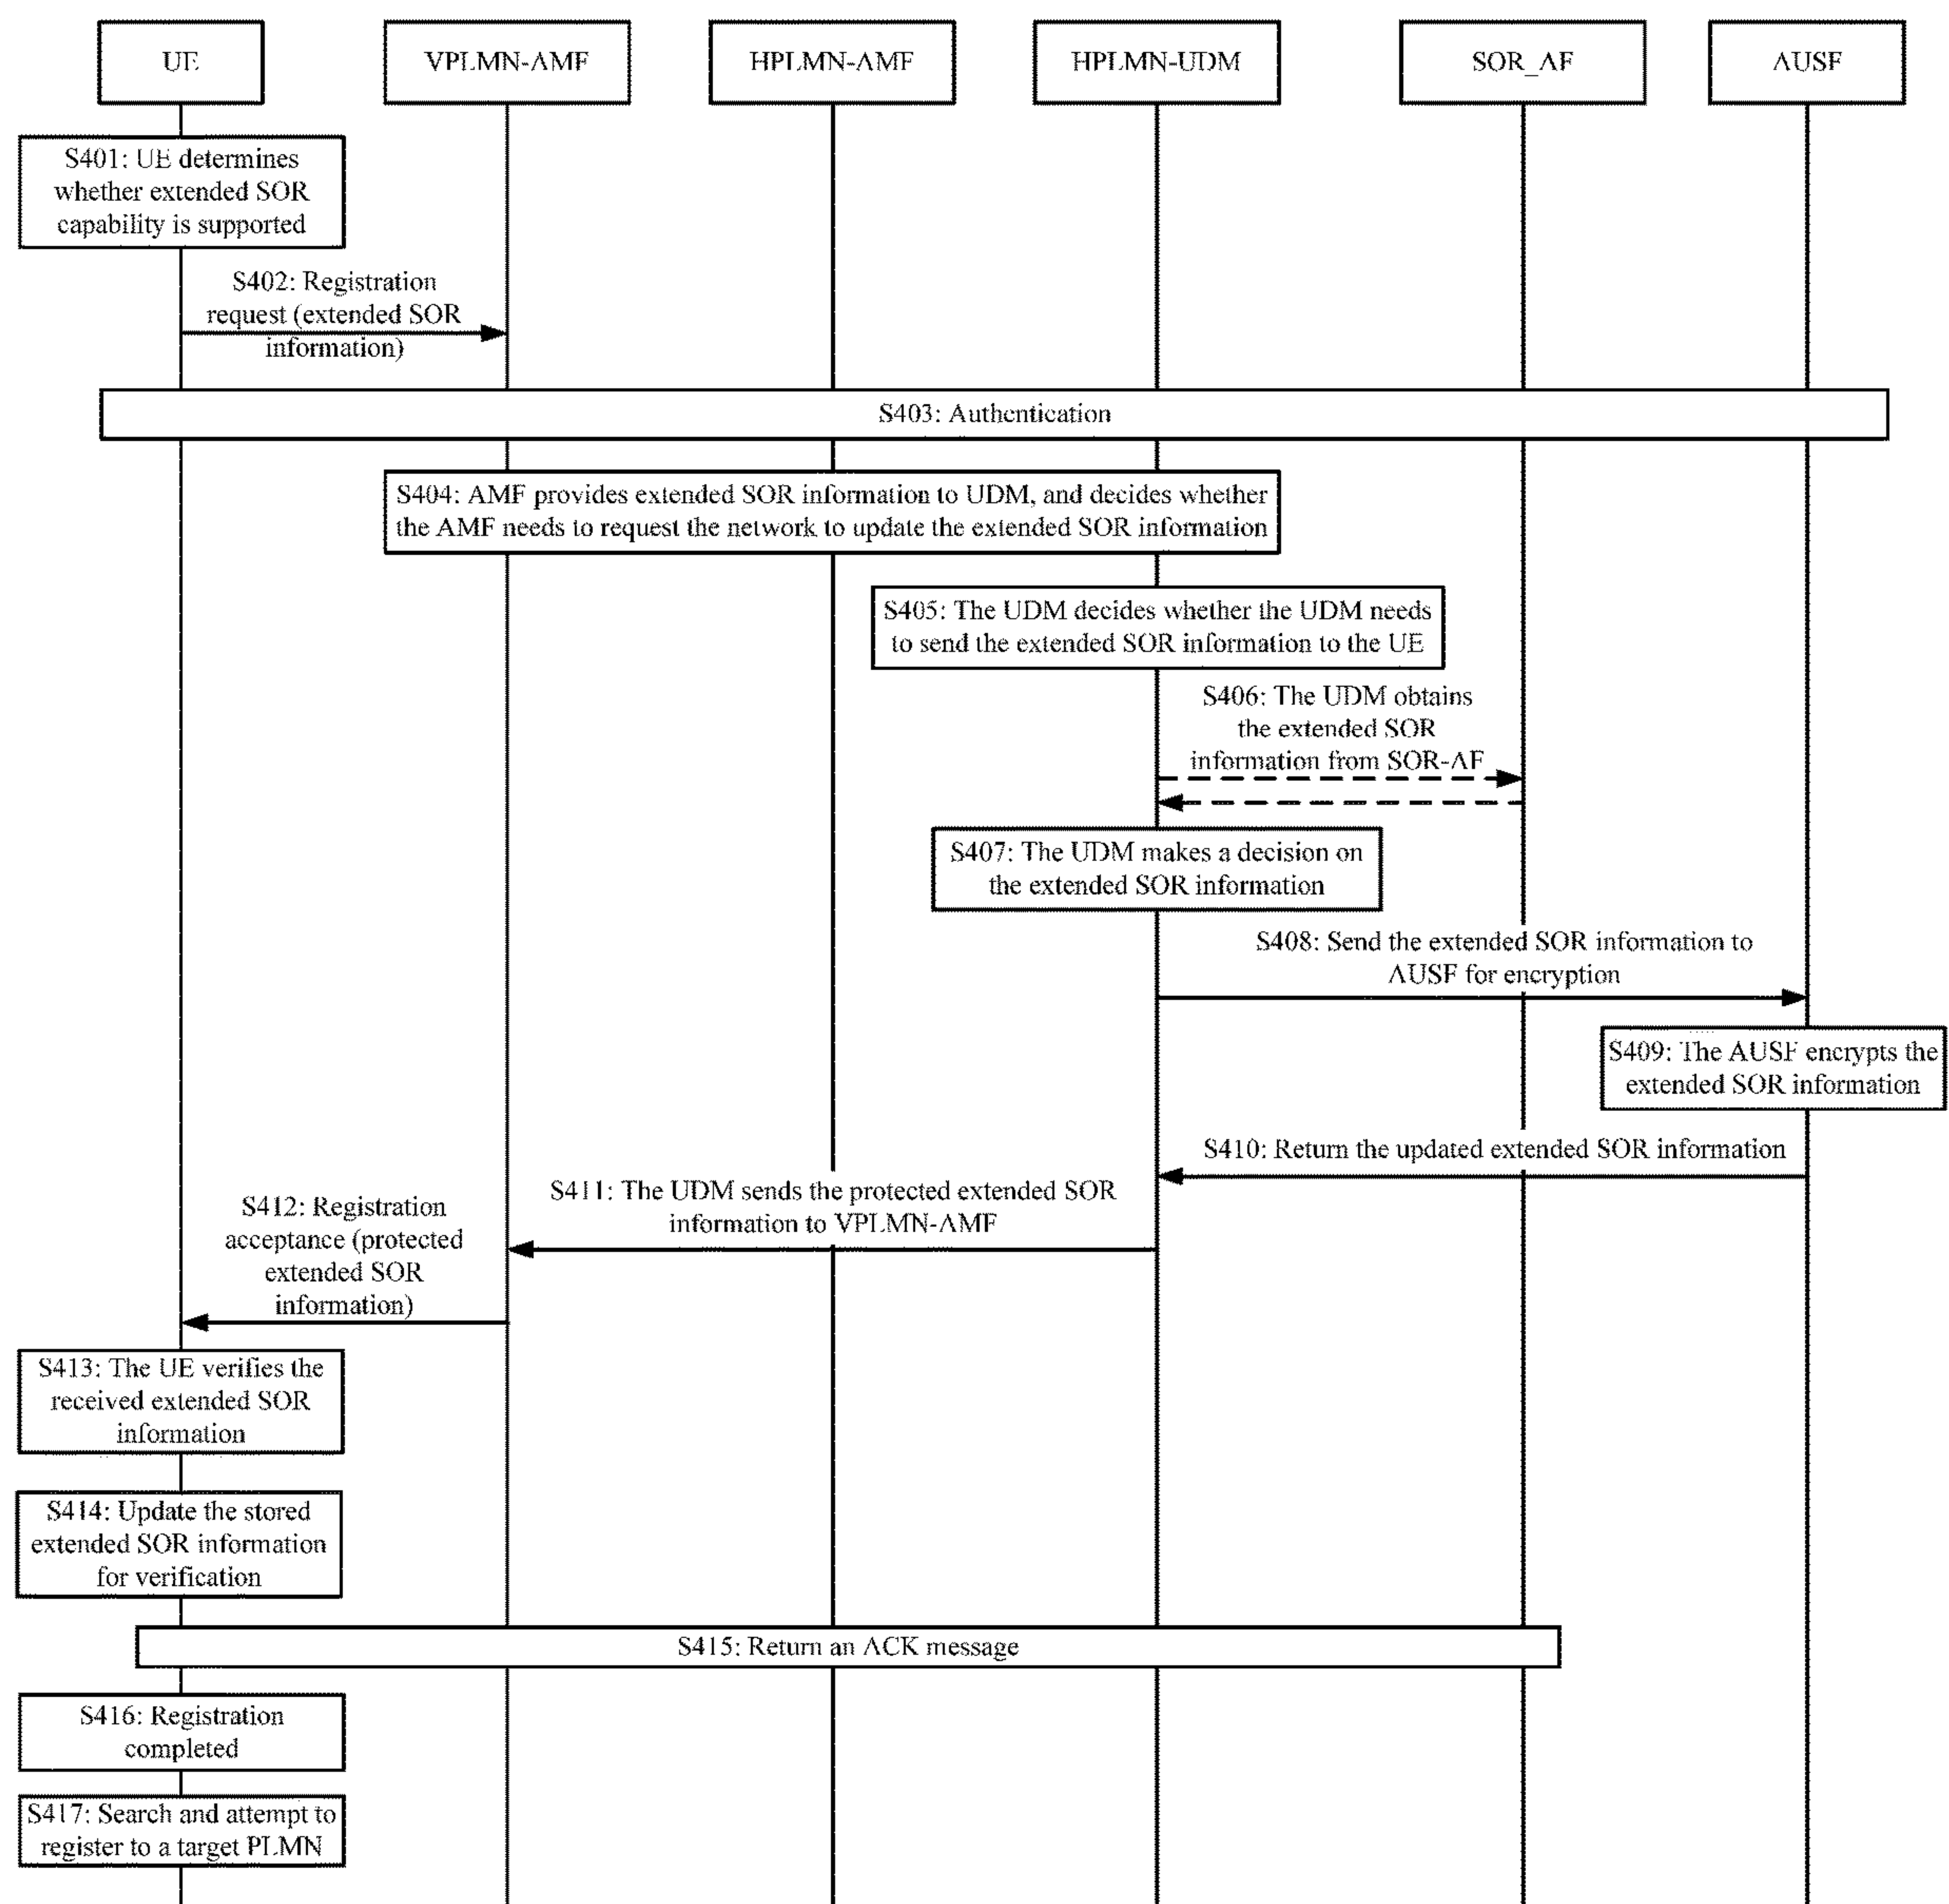 UE
VPLMN-AMF
HPLMN-AMF
HPLMN-UDM
SOR_AF
AUSF
S401: UE determines
whether extended SOR
capability is supported
S402: Registration
request (extended SOR
information)
S403: Authentication
S404: AMF provides extended SOR information to UDM, and decides whether
the AMF needs to request the network to update the extended SOR information
S405: The UDM decides whether the UDM needs
to send the extended SOR information to the UE
S406: The UDM obtains
the extended SOR
information from SOR-AF
S407: The UDM makes a decision on
the extended SOR information
S408: Send the extended SOR information to
AUSF for encryption
S409: The AUSF encrypts the
extended SOR information
S410: Return the updated extended SOR information
S411: The UDM sends the protected extended SOR
information to VPLMN-AMF
S412: Registration
acceptance (protected
extended SOR
information)
S413: The UE verifies the
received extended SOR
information
S414: Update the stored
extended SOR information
for verification
S415: Return an ACK message
S416: Registration
completed
S417: Search and attempt to
register to a target PLMN